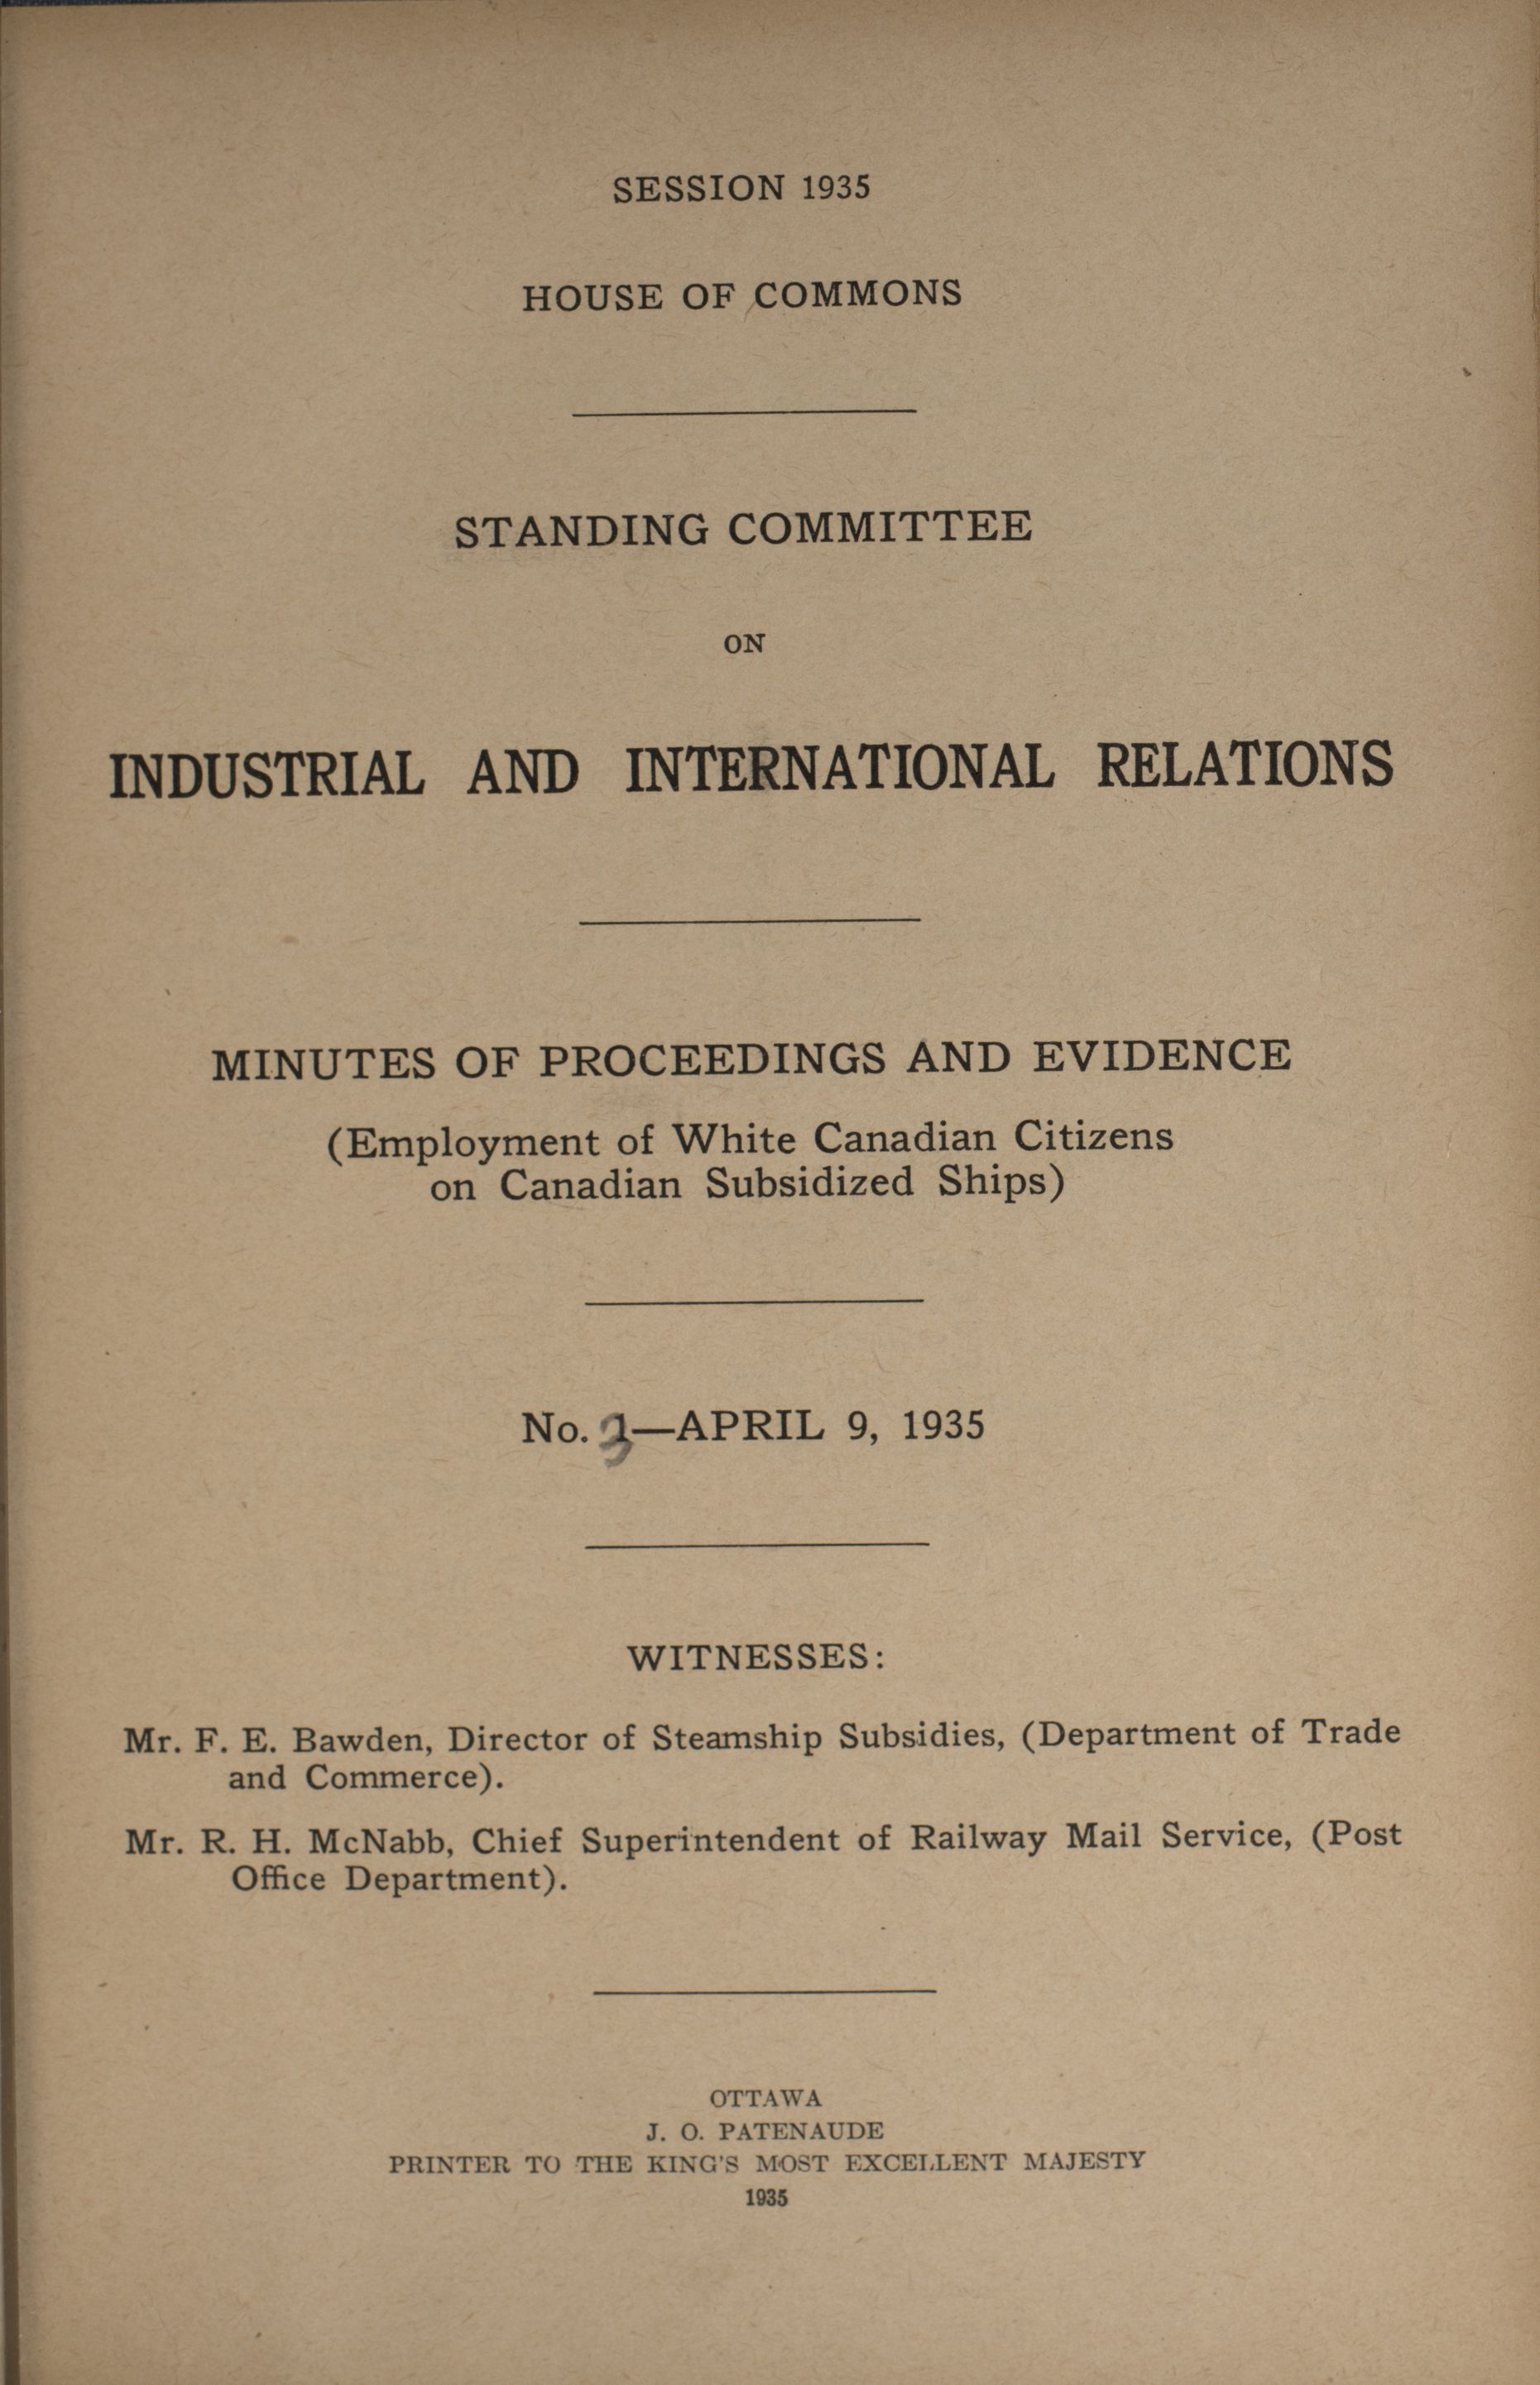 SESSION 1935
HOUSE OF COMMONS
STANDING COMMITTEE
ON
INDUSTRIAL AND INTERNATIONAL RELATIONS
MINUTES OF PROCEEDINGS AND EVIDENCE
(Employment of White Canadian Citizens
on Canadian Subsidized Ships)
No. 3—APRIL 9, 1935
WITNESSES:
Mr. F. E. Bawden, Director of Steamship Subsidies, (Department of Trade
and Commerce).
Mr. R. H. McNabb, Chief Superintendent of Railway Mail Service, (Post
Office Department).
OTTAWA
J. O. PATENAUDE
PRINTER TO THE KING'S MOST EXCELLENT MAJESTY
1935